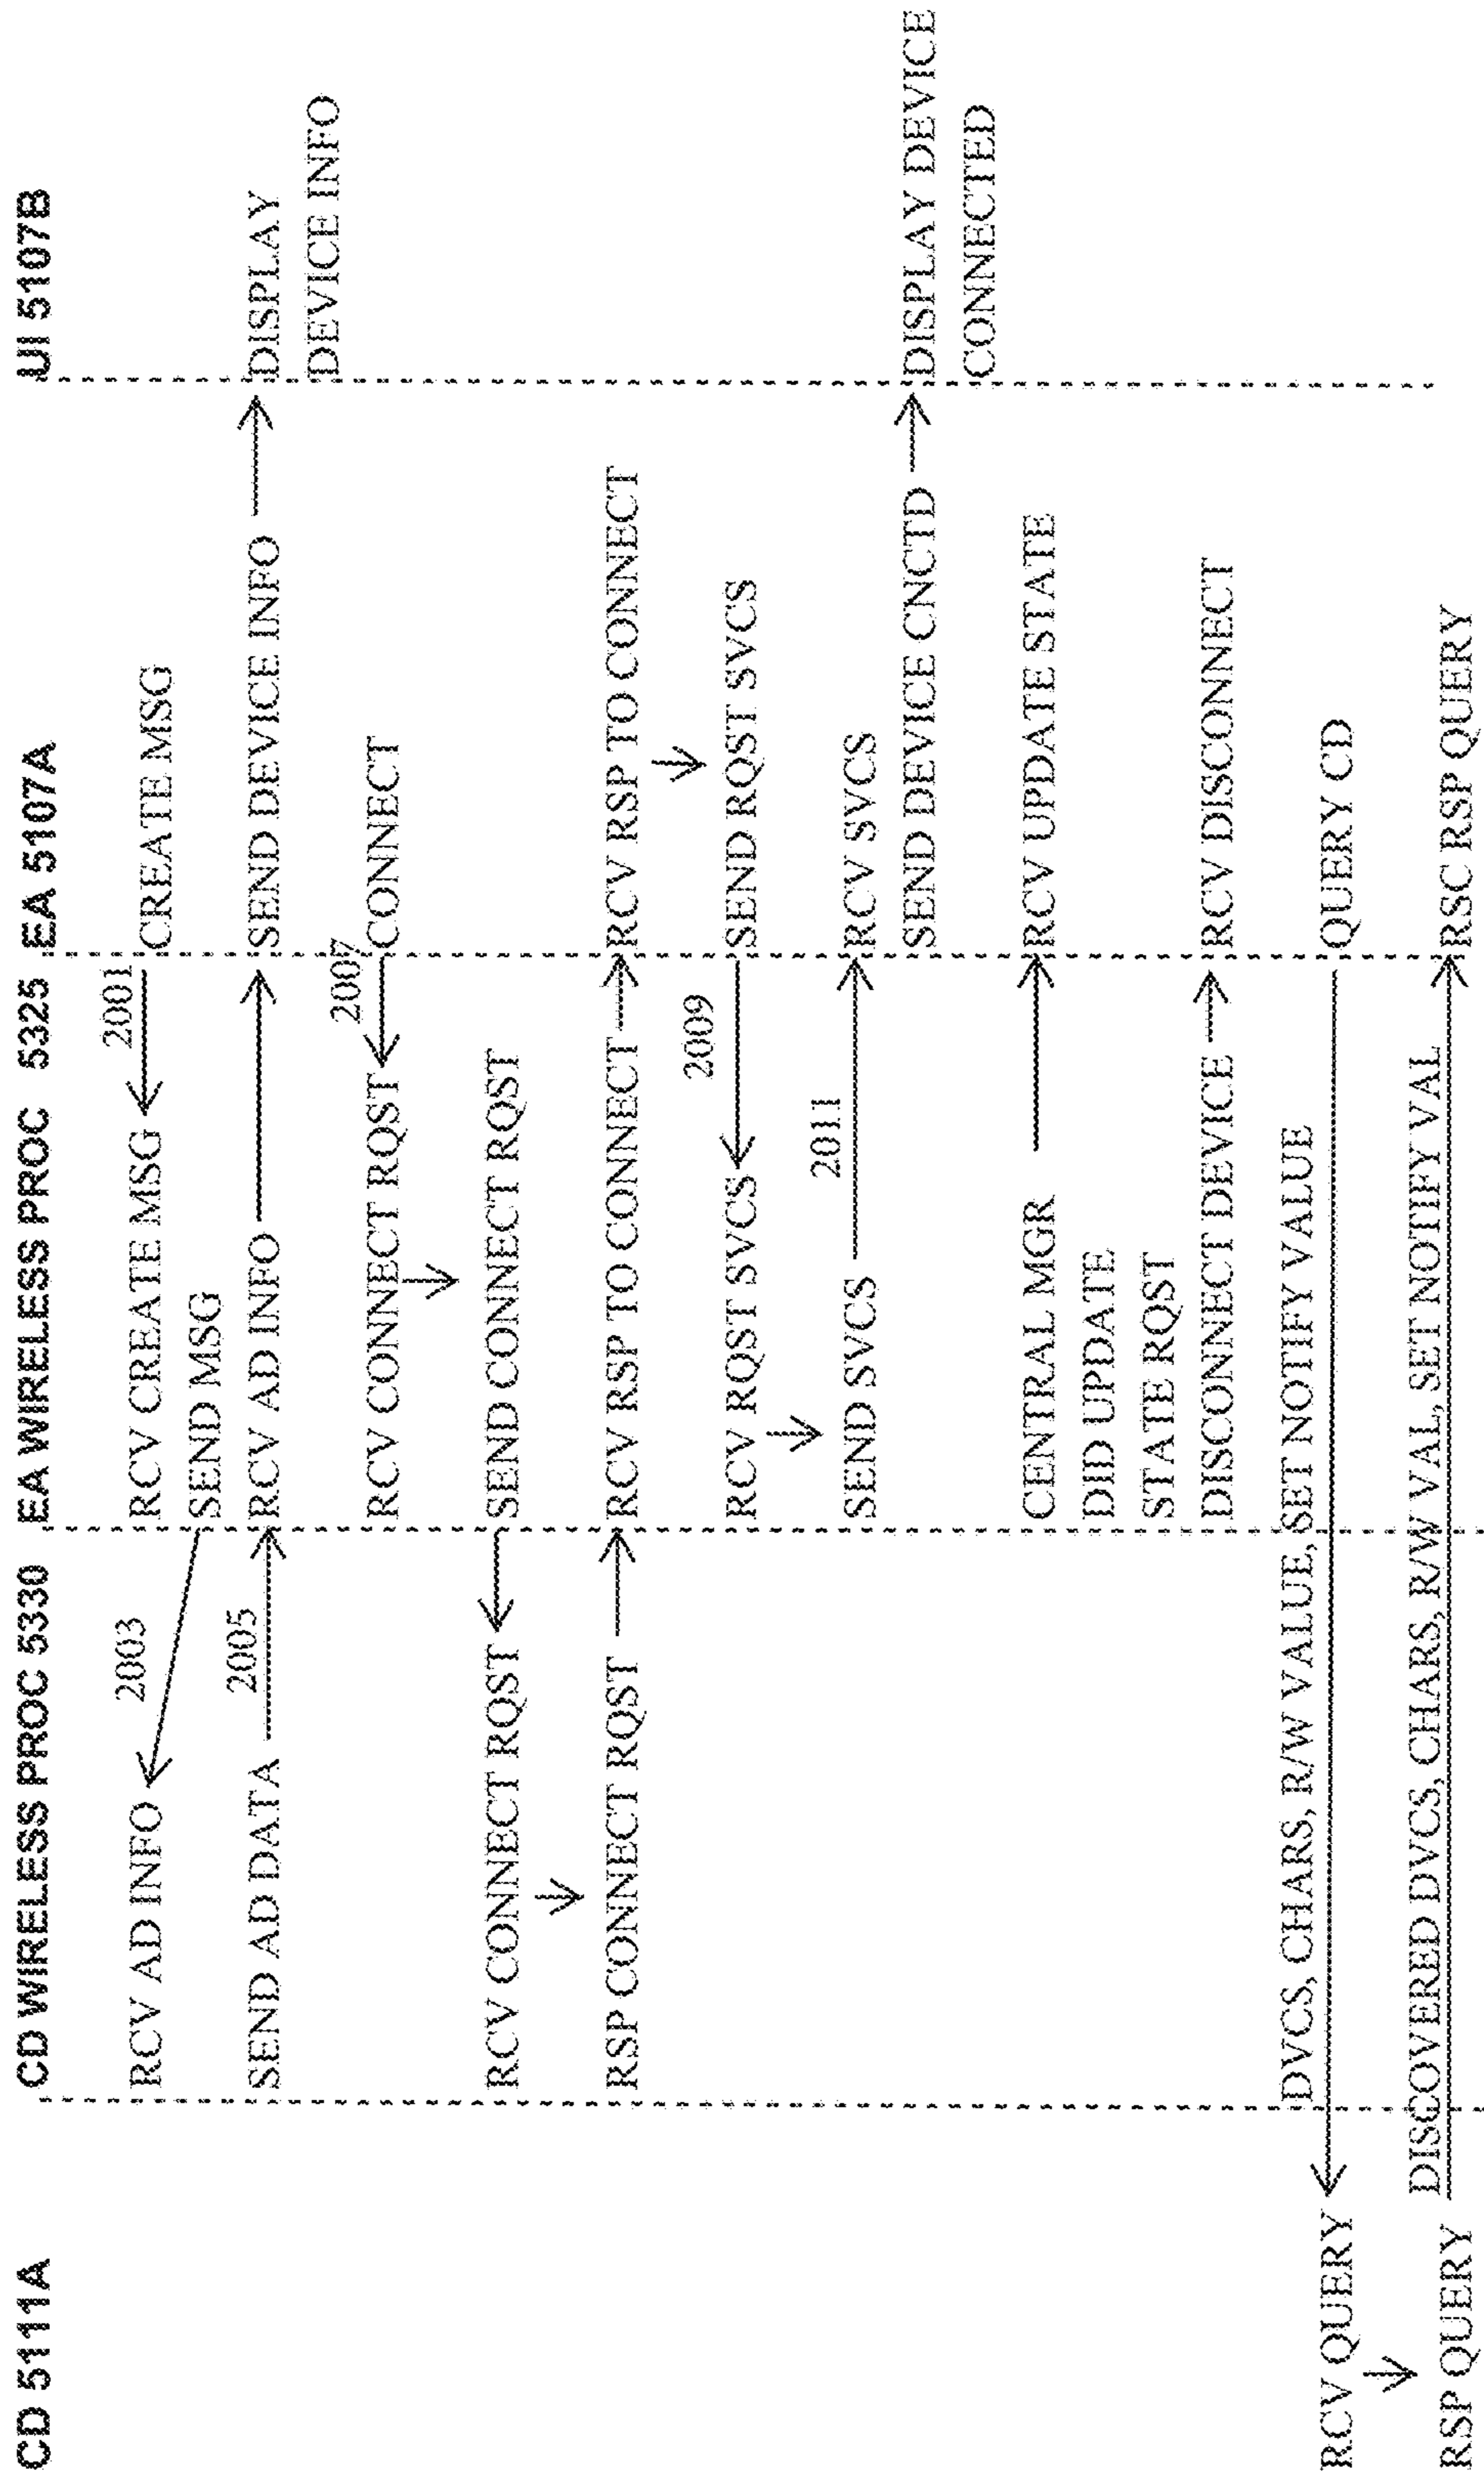 CD 5111A CD WIRELESS PROC 5330 EA WIRELESS PROC 5325 EA 5107A UI 5107B
2003 2001
RCV AD INFO RCV CREATE MSG CREATE MSG
SEND MSG
2005
SEND AD DATA RCV AD INFO SEND DEVICE INFO DISPLAY
DEVICE INFO
2007
RCV CONNECT RQST CONNECT
RCV CONNECT RQST SEND CONNECT RQST
RSP CONNECT RQST RCV RSP TO CONNECT RCV RSP TO CONNECT
2009
RCV RQST SVCS SEND RQST SVCS
2011
SEND SVCS RCV SVCS
SEND DEVICE CNCTD DISPLAY DEVICE
CONNECTED
CENTRAL MGR RCV UPDATE STATE
DID UPDATE
STATE RQST
DISCONNECT DEVICE RCV DISCONNECT
DVCS, CHARS, R/W VALUE, SET NOTIFY VALUE
RCV QUERY QUERY CD
DISCOVERED DVCS, CHARS, R/W VAL, SET NOTIFY VAL
RSP QUERY RSC RSP QUERY